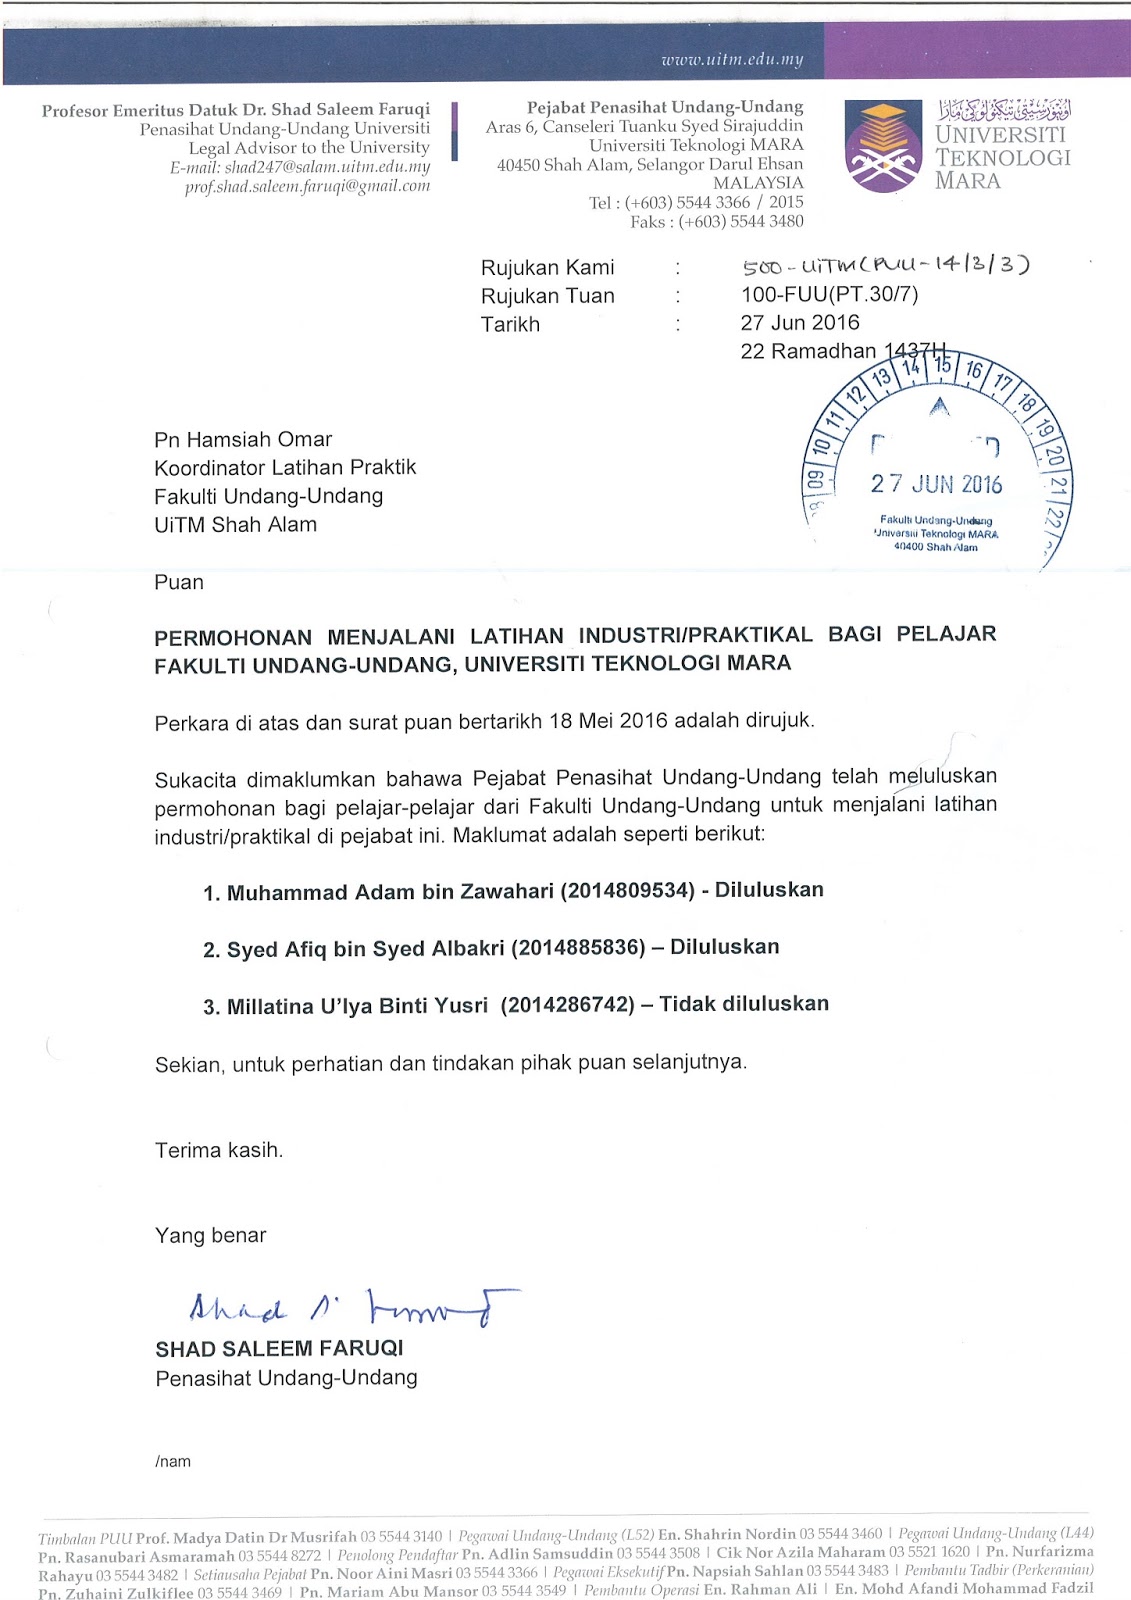 www.uitm.edu.my
Profesor Emeritus Datuk Dr. Shad Saleem Faruqi
Penasihat Undang-Undang Universiti
Legal Advisor to the University
E-mail: shad247@salam.uitm.edu.my
prof.shad.saleem.faruqi@gmail.com
Pejabat Penasihat Undang-Undang
Aras 6, Canseleri Tuanku Syed Sirajuddin
Universiti Teknologi MARA
40450 Shah Alam, Selangor Darul Ehsan
MALAYSIA
Tel : (+603) 5544 3366 / 2015
Faks : (+603) 5544 3480
اونيۏرسيتي تيكنولوݢي مارا
UNIVERSITI
TEKNOLOGI
MARA
Rujukan Kami : 500-UiTM(PUU-14/3/3)
Rujukan Tuan : 100-FUU(PT.30/7)
Tarikh : 27 Jun 2016
22 Ramadhan 1437H
09 10 11 12 13 14 15 16 17 18 19 20 21 22
27 JUN 2016
Fakulti Undang-Undang
Universiti Teknologi MARA
40400 Shah Alam
Pn Hamsiah Omar
Koordinator Latihan Praktik
Fakulti Undang-Undang
UiTM Shah Alam
Puan
PERMOHONAN MENJALANI LATIHAN INDUSTRI/PRAKTIKAL BAGI PELAJAR
FAKULTI UNDANG-UNDANG, UNIVERSITI TEKNOLOGI MARA
Perkara di atas dan surat puan bertarikh 18 Mei 2016 adalah dirujuk.
Sukacita dimaklumkan bahawa Pejabat Penasihat Undang-Undang telah meluluskan
permohonan bagi pelajar-pelajar dari Fakulti Undang-Undang untuk menjalani latihan
industri/praktikal di pejabat ini. Maklumat adalah seperti berikut:
1. Muhammad Adam bin Zawahari (2014809534) - Diluluskan
2. Syed Afiq bin Syed Albakri (2014885836) – Diluluskan
3. Millatina U'lya Binti Yusri (2014286742) – Tidak diluluskan
Sekian, untuk perhatian dan tindakan pihak puan selanjutnya.
Terima kasih.
Yang benar
Shad S.
SHAD SALEEM FARUQI
Penasihat Undang-Undang
/nam
Timbalan PUU Prof. Madya Datin Dr Musrifah 03 5544 3140 | Pegawai Undang-Undang (L52) En. Shahrin Nordin 03 5544 3460 | Pegawai Undang-Undang (L44)
Pn. Rasanubari Asmaramah 03 5544 8272 | Penolong Pendaftar Pn. Adlin Samsuddin 03 5544 3508 | Cik Nor Azila Maharam 03 5521 1620 | Pn. Nurfarizma
Rahayu 03 5544 3482 | Setiausaha Pejabat Pn. Noor Aini Masri 03 5544 3366 | Pegawai Eksekutif Pn. Napsiah Sahlan 03 5544 3483 | Pembantu Tadbir (Perkeranian)
Pn. Zuhaini Zulkiflee 03 5544 3469 | Pn. Mariam Abu Mansor 03 5544 3549 | Pembantu Operasi En. Rahman Ali | En. Mohd Afandi Mohammad Fadzil